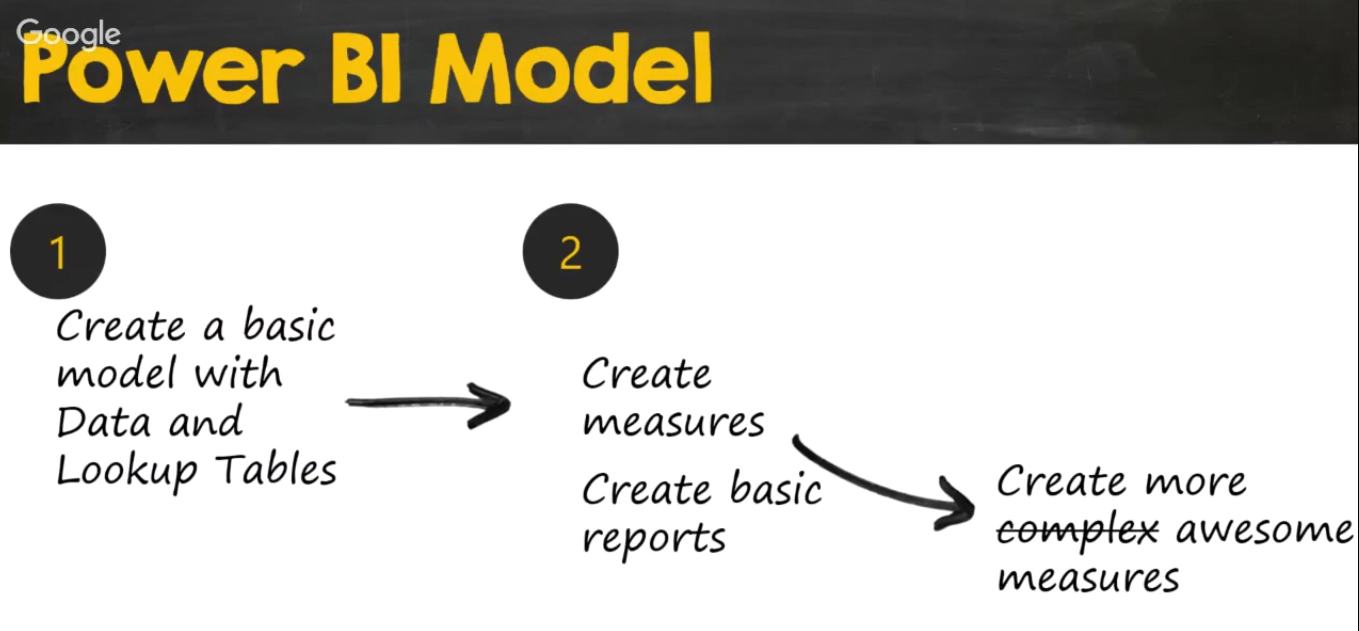 Google
Power BI Model
1
Create a basic
model with
Data and
Lookup Tables
2
Create
measures
Create basic
reports
Create more
complex awesome
measures